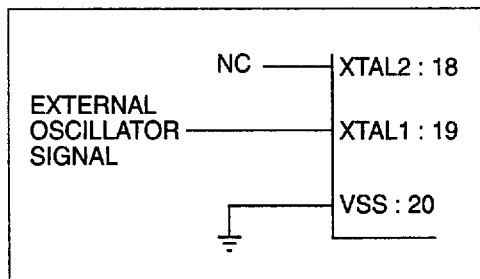 NC
XTAL2 : 18
EXTERNAL
OSCILLATOR
SIGNAL
XTAL1 : 19
VSS : 20